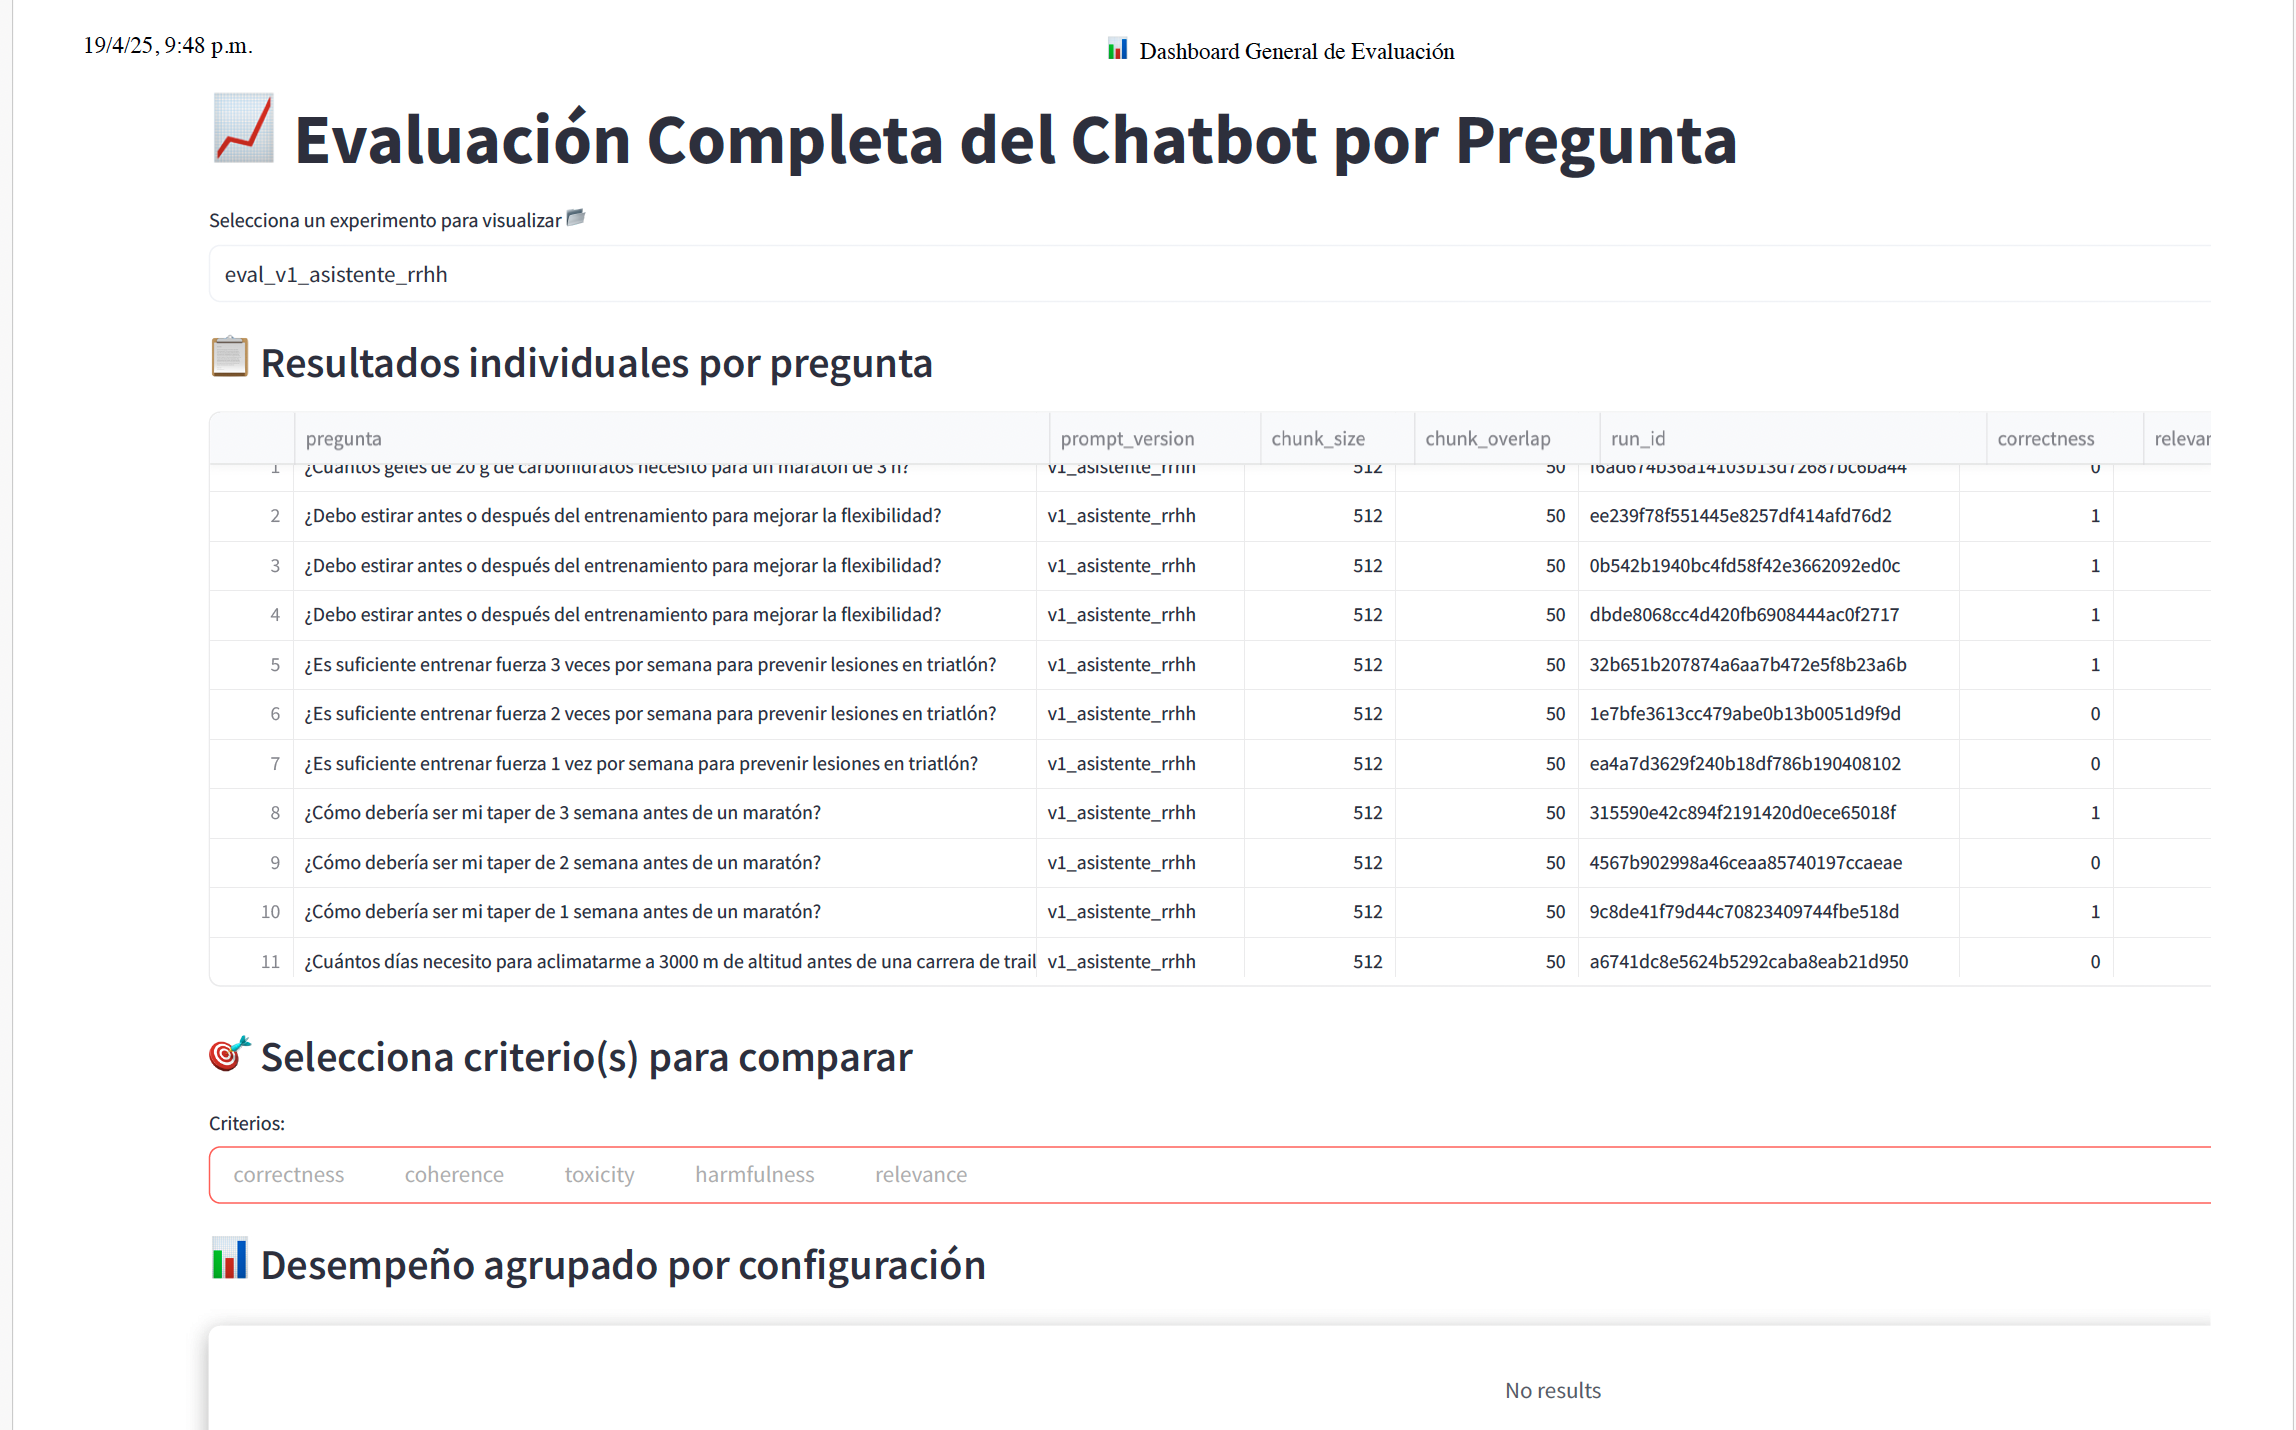 19/4/25, 9:48 p.m.
Dashboard General de Evaluación
Evaluación Completa del Chatbot por Pregunta
Selecciona un experimento para visualizar
eval_v1_asistente_rrhh
Resultados individuales por pregunta
pregunta prompt_version chunk_size chunk_overlap run_id correctness relevan
1 ¿Cuántos geles de 20 g de carbohidratos necesito para un maratón de 3 h? v1_asistente_rrhh 512 50 f6ad674b36a14103b13d72687bc6ba44 0
2 ¿Debo estirar antes o después del entrenamiento para mejorar la flexibilidad? v1_asistente_rrhh 512 50 ee239f78f551445e8257df414afd76d2 1
3 ¿Debo estirar antes o después del entrenamiento para mejorar la flexibilidad? v1_asistente_rrhh 512 50 0b542b1940bc4fd58f42e3662092ed0c 1
4 ¿Debo estirar antes o después del entrenamiento para mejorar la flexibilidad? v1_asistente_rrhh 512 50 dbde8068cc4d420fb6908444ac0f2717 1
5 ¿Es suficiente entrenar fuerza 3 veces por semana para prevenir lesiones en triatlón? v1_asistente_rrhh 512 50 32b651b207874a6aa7b472e5f8b23a6b 1
6 ¿Es suficiente entrenar fuerza 2 veces por semana para prevenir lesiones en triatlón? v1_asistente_rrhh 512 50 1e7bfe3613cc479abe0b13b0051d9f9d 0
7 ¿Es suficiente entrenar fuerza 1 vez por semana para prevenir lesiones en triatlón? v1_asistente_rrhh 512 50 ea4a7d3629f240b18df786b190408102 0
8 ¿Cómo debería ser mi taper de 3 semana antes de un maratón? v1_asistente_rrhh 512 50 315590e42c894f2191420d0ece65018f 1
9 ¿Cómo debería ser mi taper de 2 semana antes de un maratón? v1_asistente_rrhh 512 50 4567b902998a46ceaa85740197ccaeae 0
10 ¿Cómo debería ser mi taper de 1 semana antes de un maratón? v1_asistente_rrhh 512 50 9c8de41f79d44c70823409744fbe518d 1
11 ¿Cuántos días necesito para aclimatarme a 3000 m de altitud antes de una carrera de trail v1_asistente_rrhh 512 50 a6741dc8e5624b5292caba8eab21d950 0
Selecciona criterio(s) para comparar
Criterios:
correctness coherence toxicity harmfulness relevance
Desempeño agrupado por configuración
No results